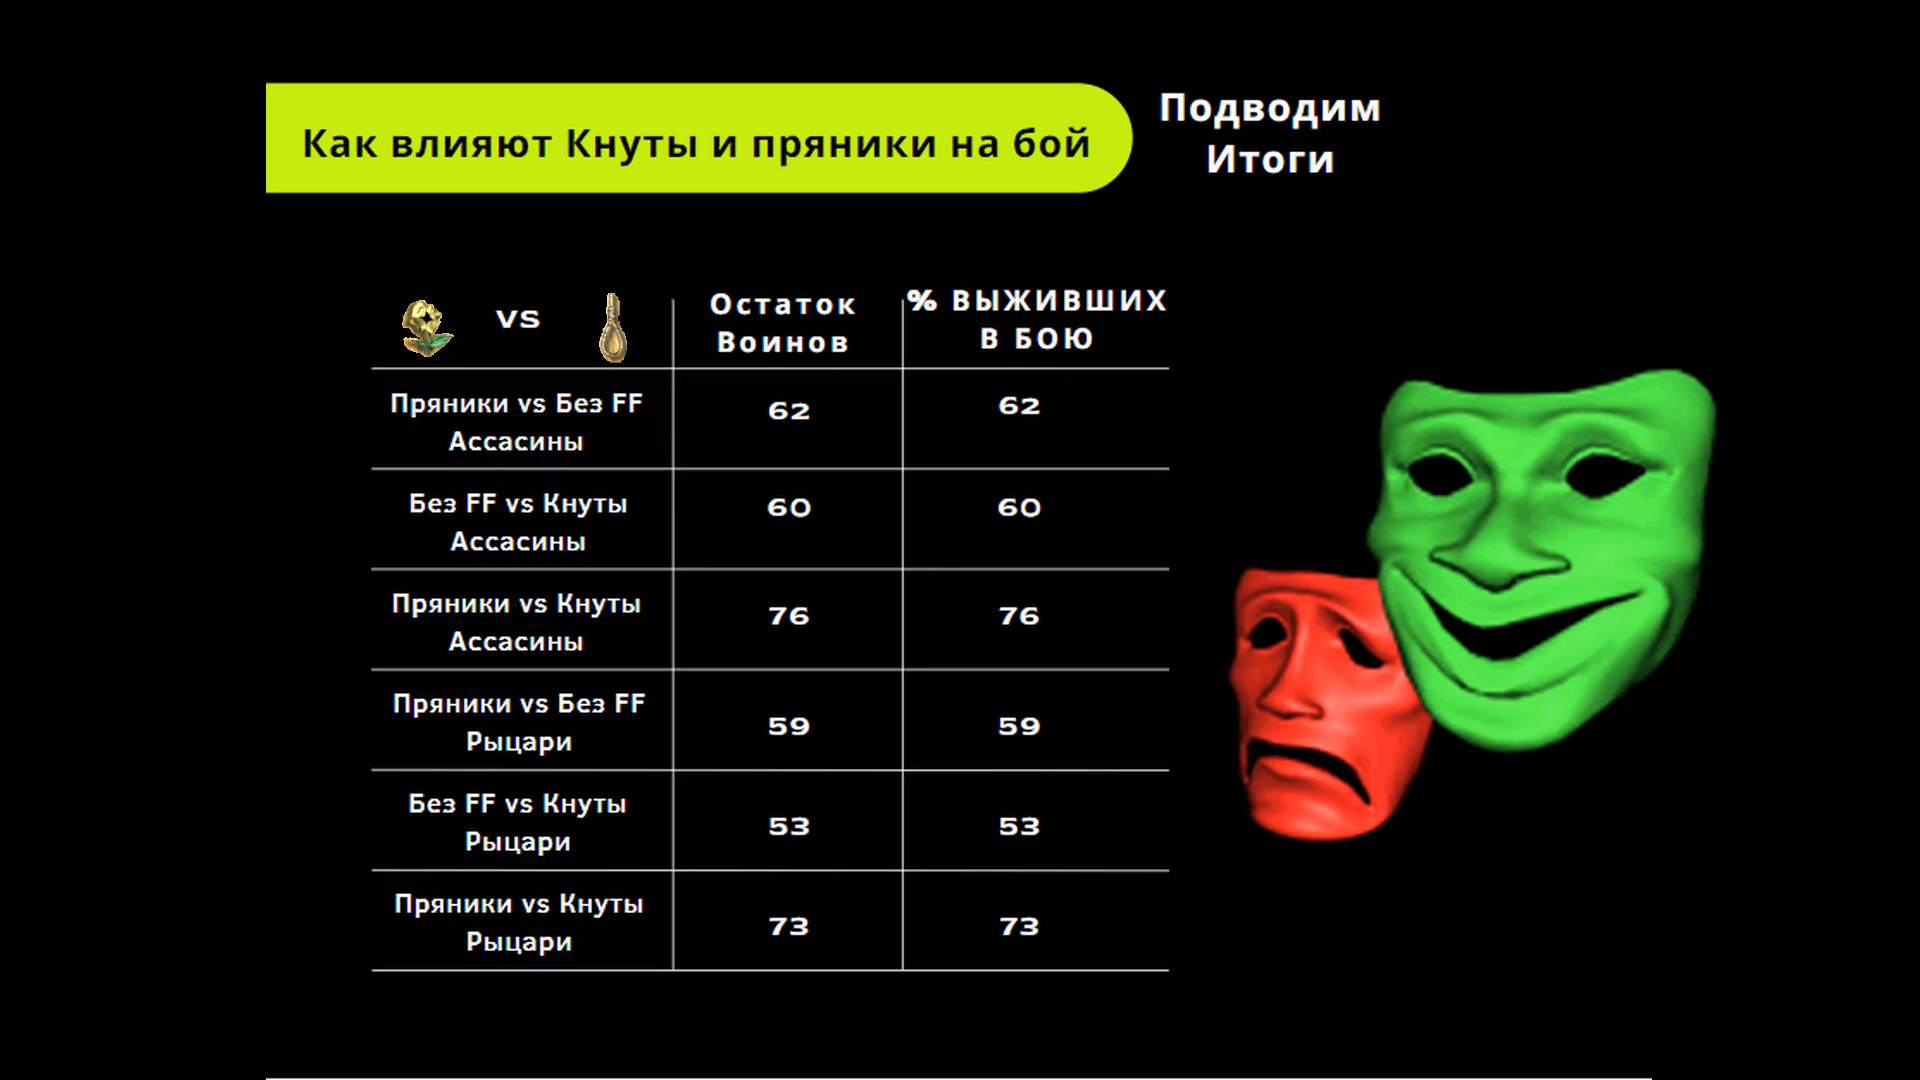 Как влияют Кнуты и пряники на бой
Подводим
Итоги
VS
Остаток
Воинов
% ВЫЖИВШИХ
В БОЮ
Пряники vs Без FF
Ассасины
62
62
Без FF vs Кнуты
Ассасины
60
60
Пряники vs Кнуты
Ассасины
76
76
Пряники vs Без FF
Рыцари
59
59
Без FF vs Кнуты
Рыцари
53
53
Пряники vs Кнуты
Рыцари
73
73